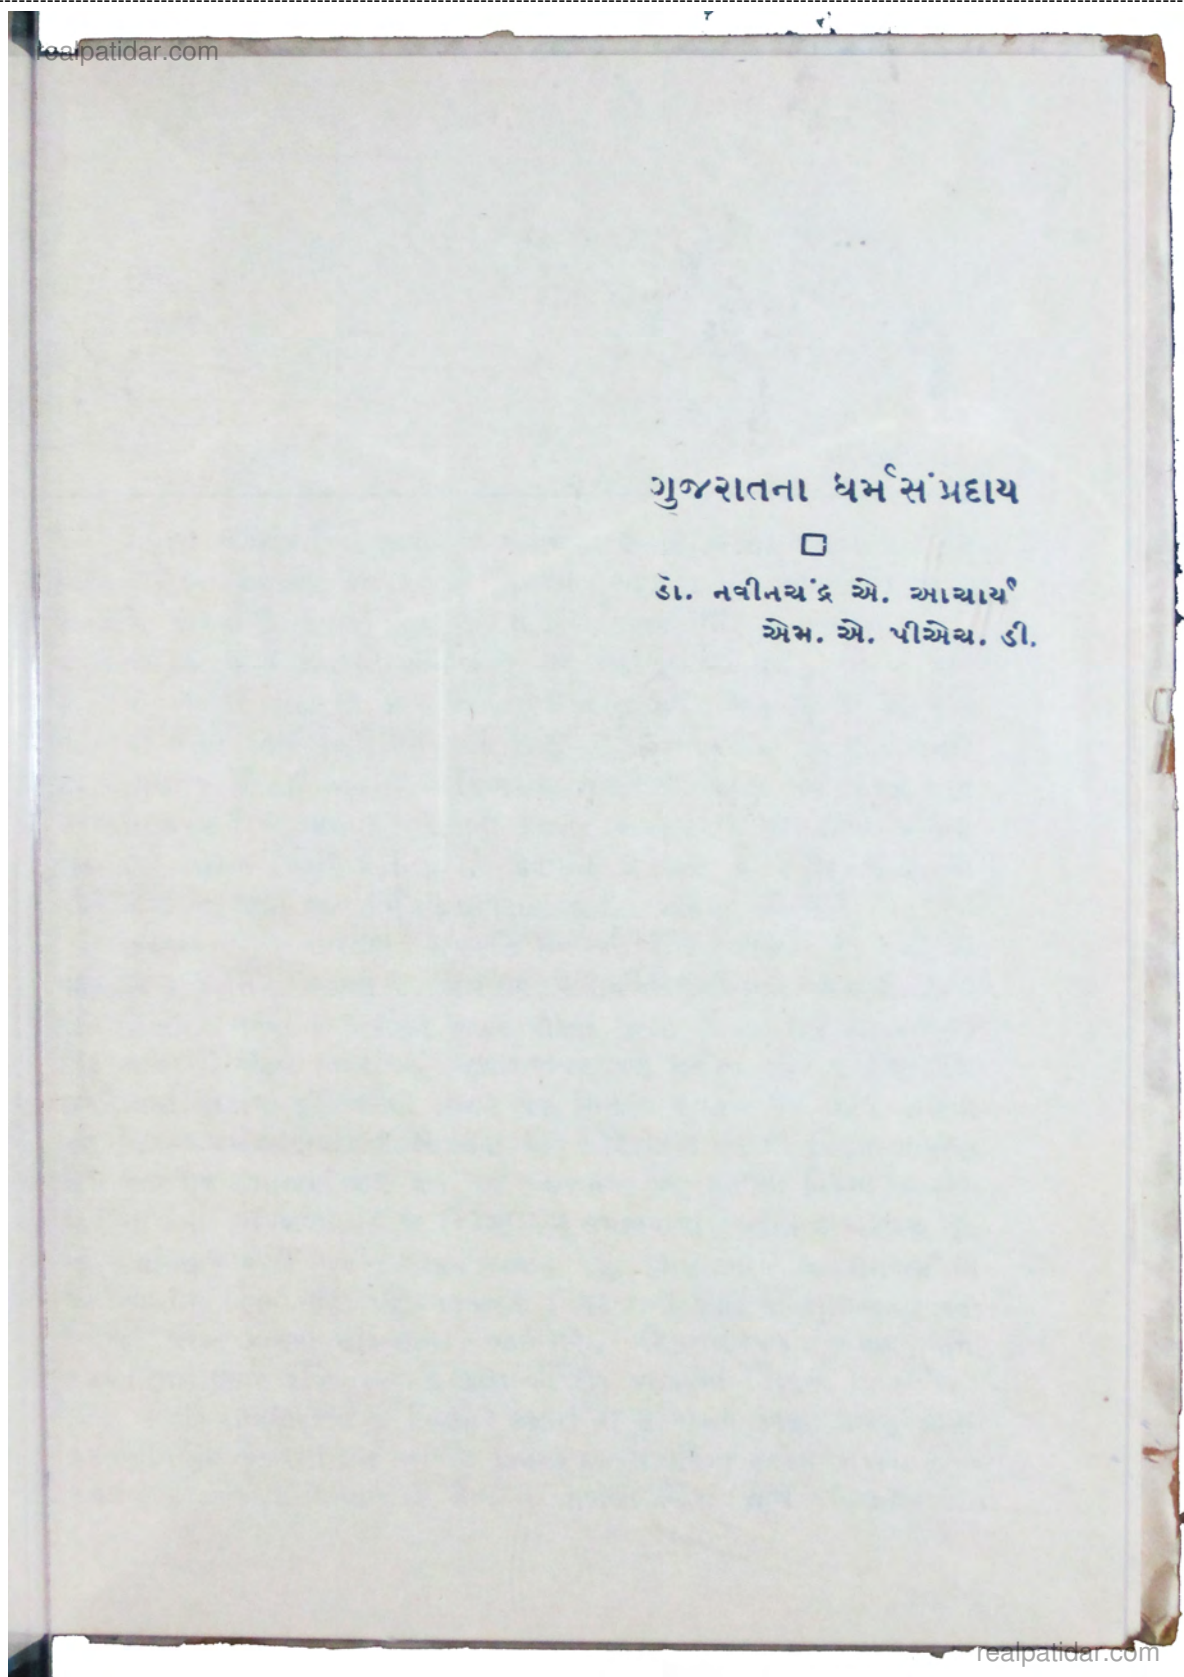 realpatidar.com
ગુજરાતના ધર્મસંપ્રદાય
ડૉ. નવીનચંદ્ર એ. આચાર્ય
એમ. એ. પીએચ. ડી.
realpatidar.com